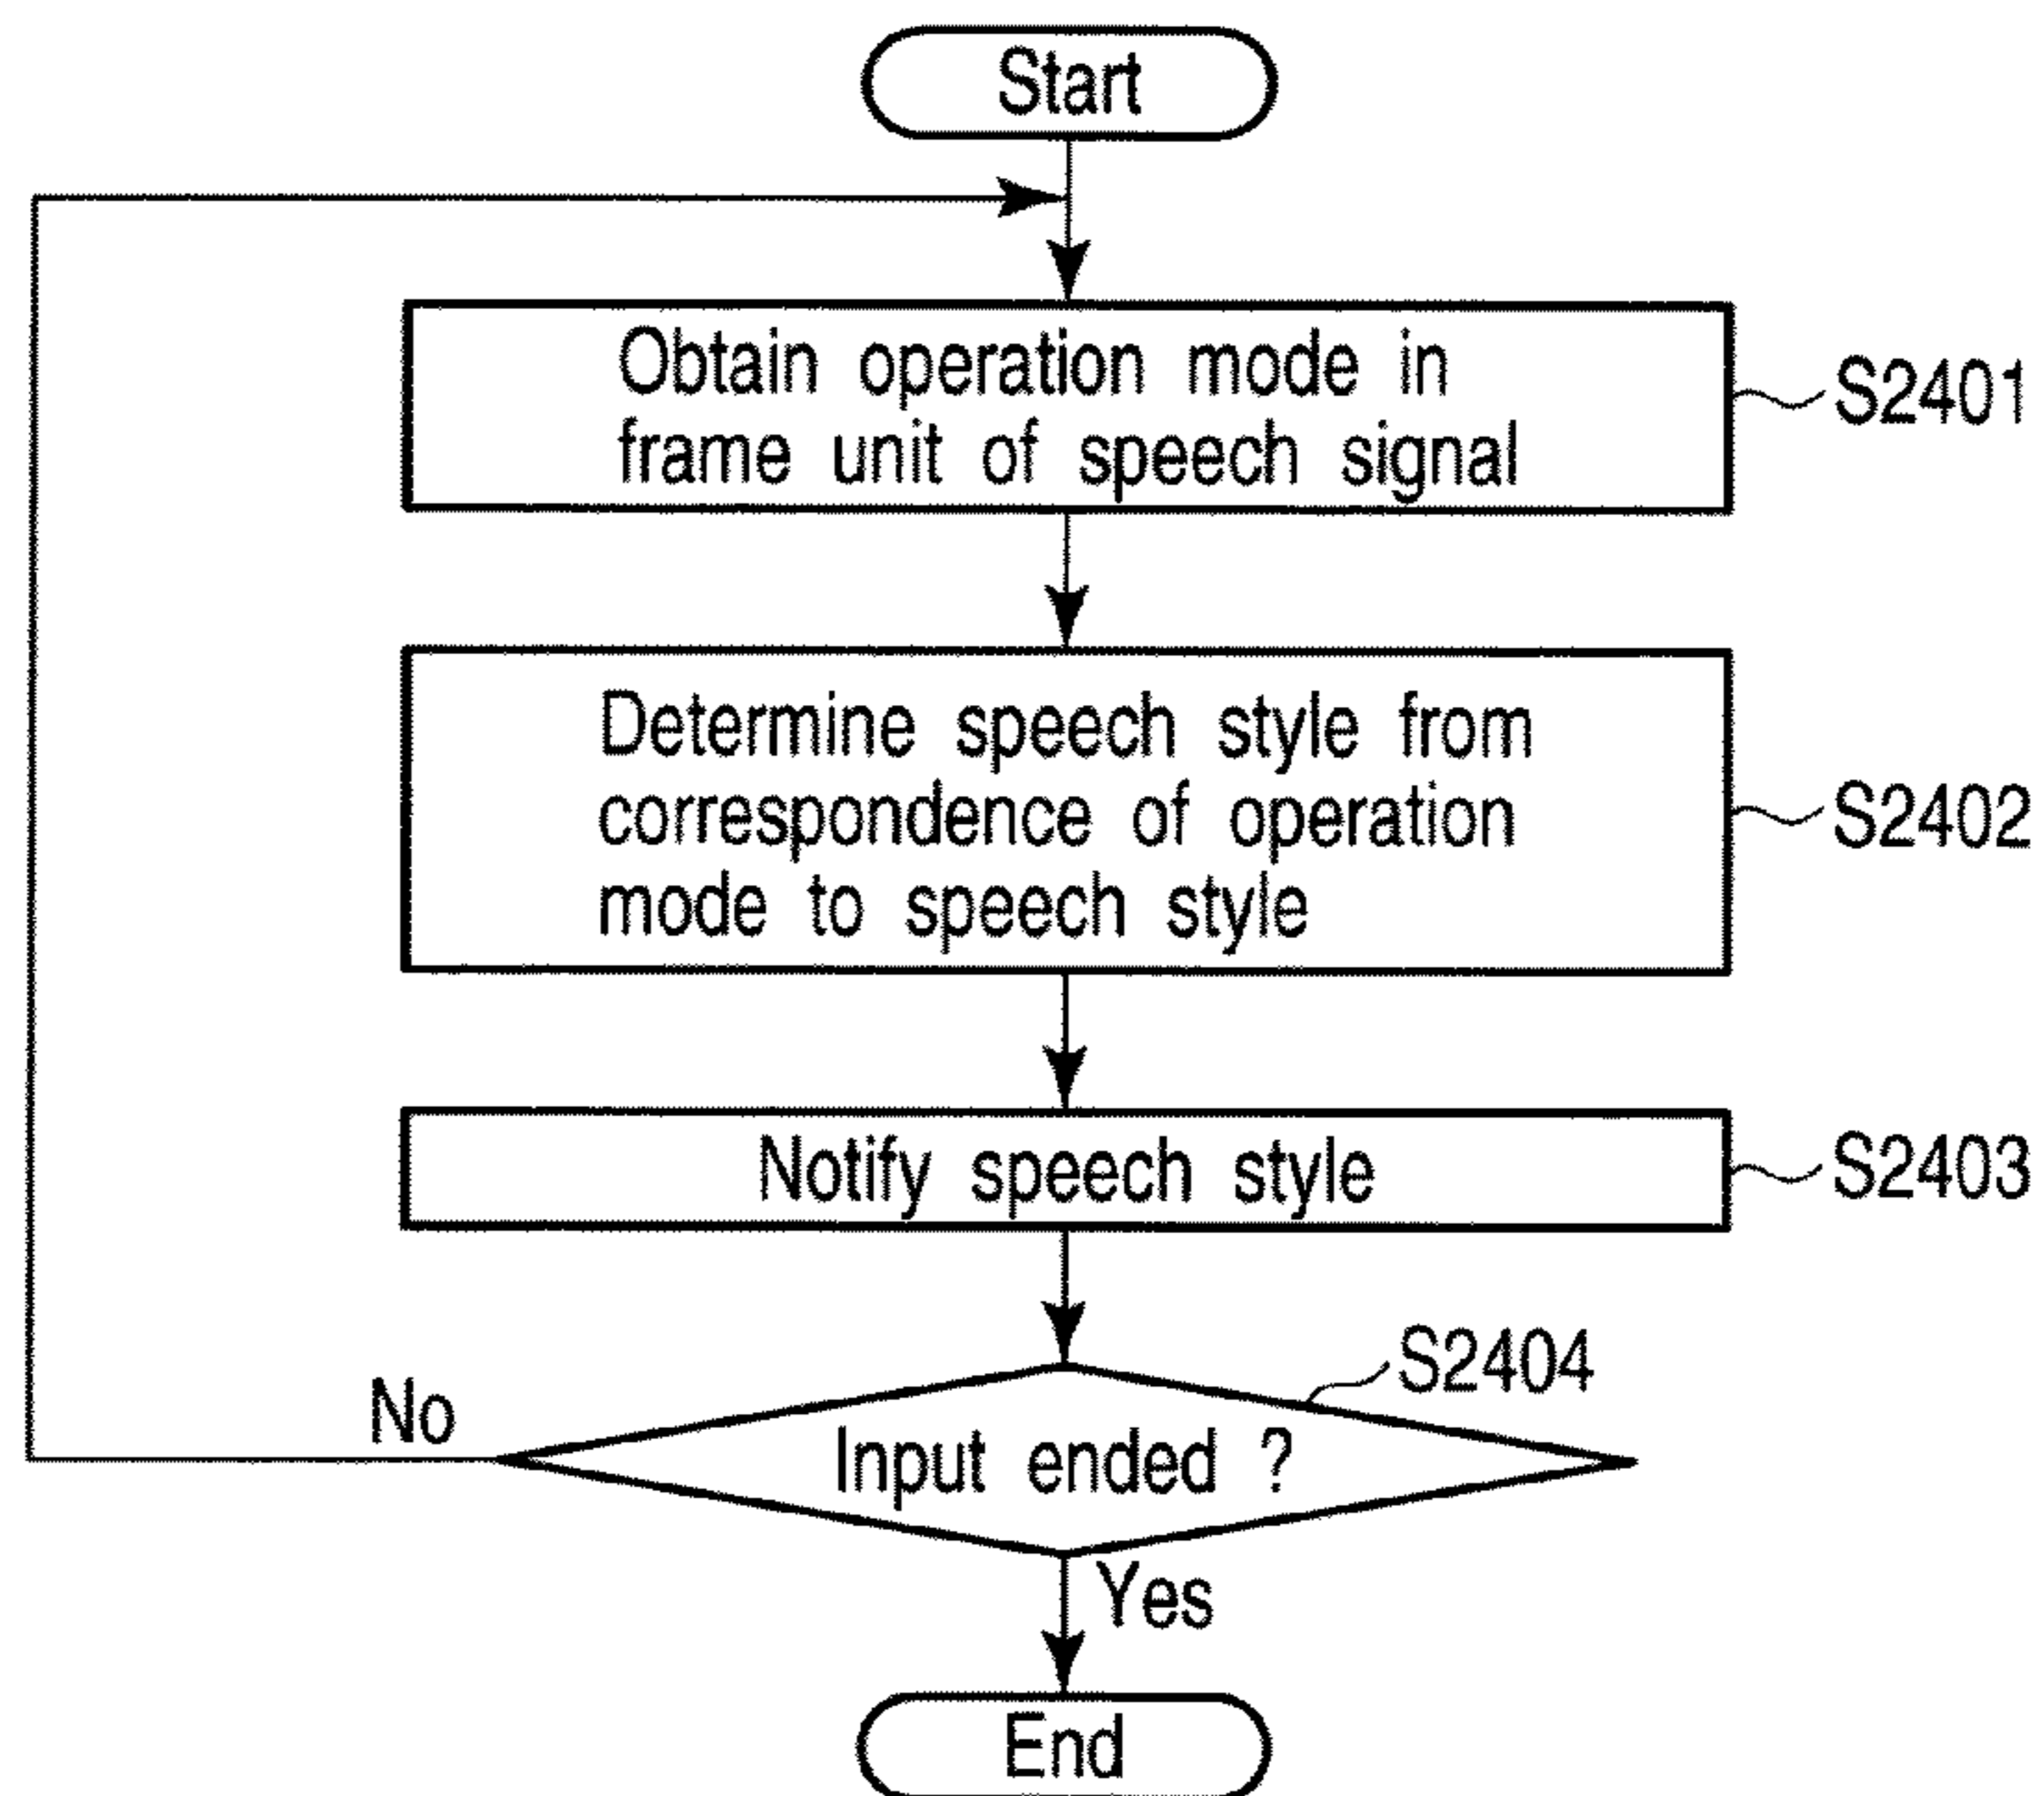 Start
Obtain operation mode in
frame unit of speech signal
S2401
Determine speech style from
correspondence of operation
mode to speech style
S2402
Notify speech style
S2403
S2404
Input ended ?
No
Yes
End